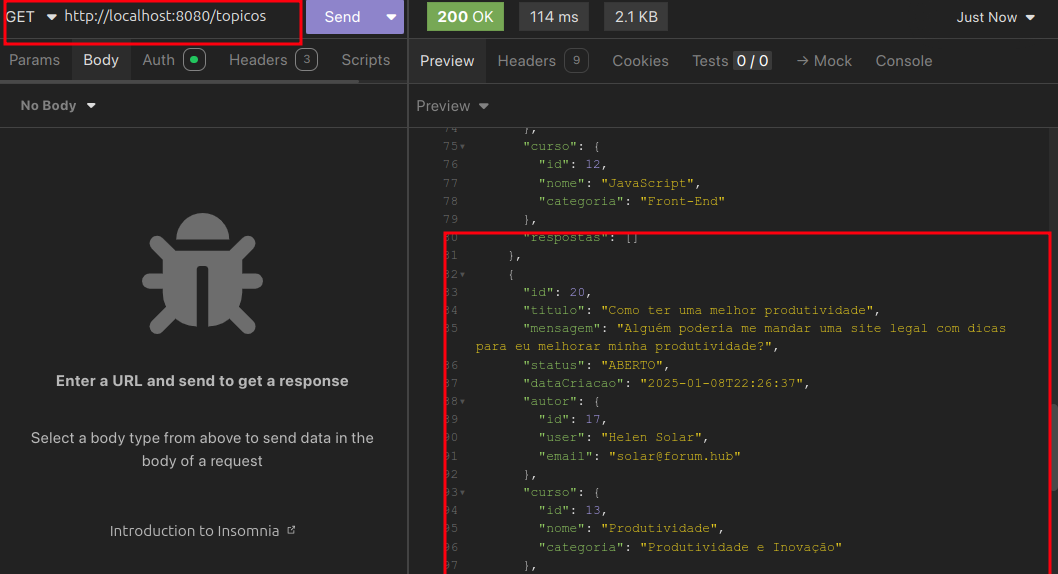 GET http://localhost:8080/topicos Send
200 OK 114 ms 2.1 KB Just Now
Params Body Auth Headers 3 Scripts
Preview Headers 9 Cookies Tests 0 / 0 → Mock Console
No Body
Preview
Enter a URL and send to get a response
Select a body type from above to send data in the
body of a request
Introduction to Insomnia
74 },
75 "curso": {
76 "id": 12,
77 "nome": "JavaScript",
78 "categoria": "Front-End"
79 },
80 "respostas": []
81 },
82 {
83 "id": 20,
84 "titulo": "Como ter uma melhor produtividade",
85 "mensagem": "Alguém poderia me mandar uma site legal com dicas
para eu melhorar minha produtividade?",
86 "status": "ABERTO",
87 "dataCriacao": "2025-01-08T22:26:37",
88 "autor": {
89 "id": 17,
90 "user": "Helen Solar",
91 "email": "solar@forum.hub"
92 },
93 "curso": {
94 "id": 13,
95 "nome": "Produtividade",
96 "categoria": "Produtividade e Inovação"
97 },